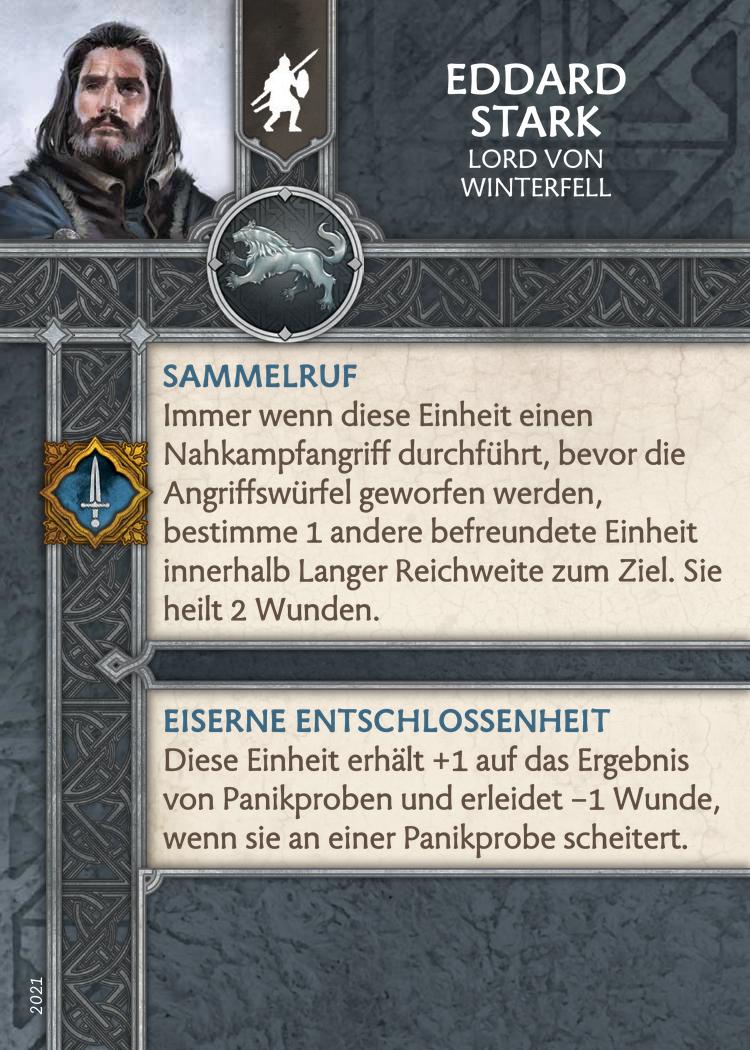 EDDARD
STARK
LORD VON
WINTERFELL
SAMMELRUF
Immer wenn diese Einheit einen
Nahkampfangriff durchführt, bevor die
Angriffswürfel geworfen werden,
bestimme 1 andere befreundete Einheit
innerhalb Langer Reichweite zum Ziel. Sie
heilt 2 Wunden.
EISERNE ENTSCHLOSSENHEIT
Diese Einheit erhält +1 auf das Ergebnis
von Panikproben und erleidet −1 Wunde,
wenn sie an einer Panikprobe scheitert.
2021